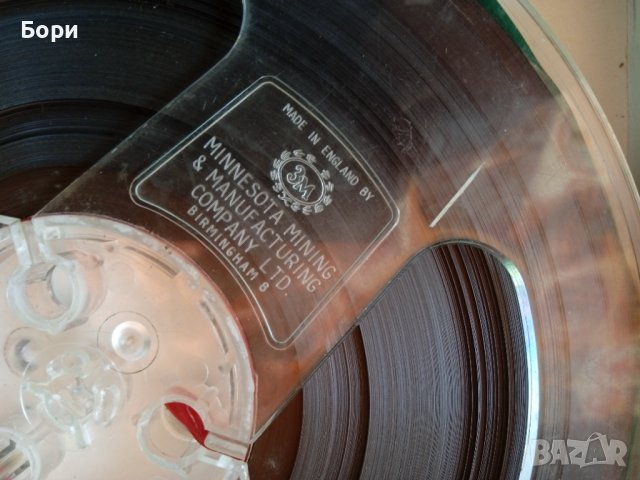 Бори
MADE IN ENGLAND BY
3M
MINNESOTA MINING
& MANUFACTURING
COMPANY LTD
BIRMINGHAM 8
BAZAR